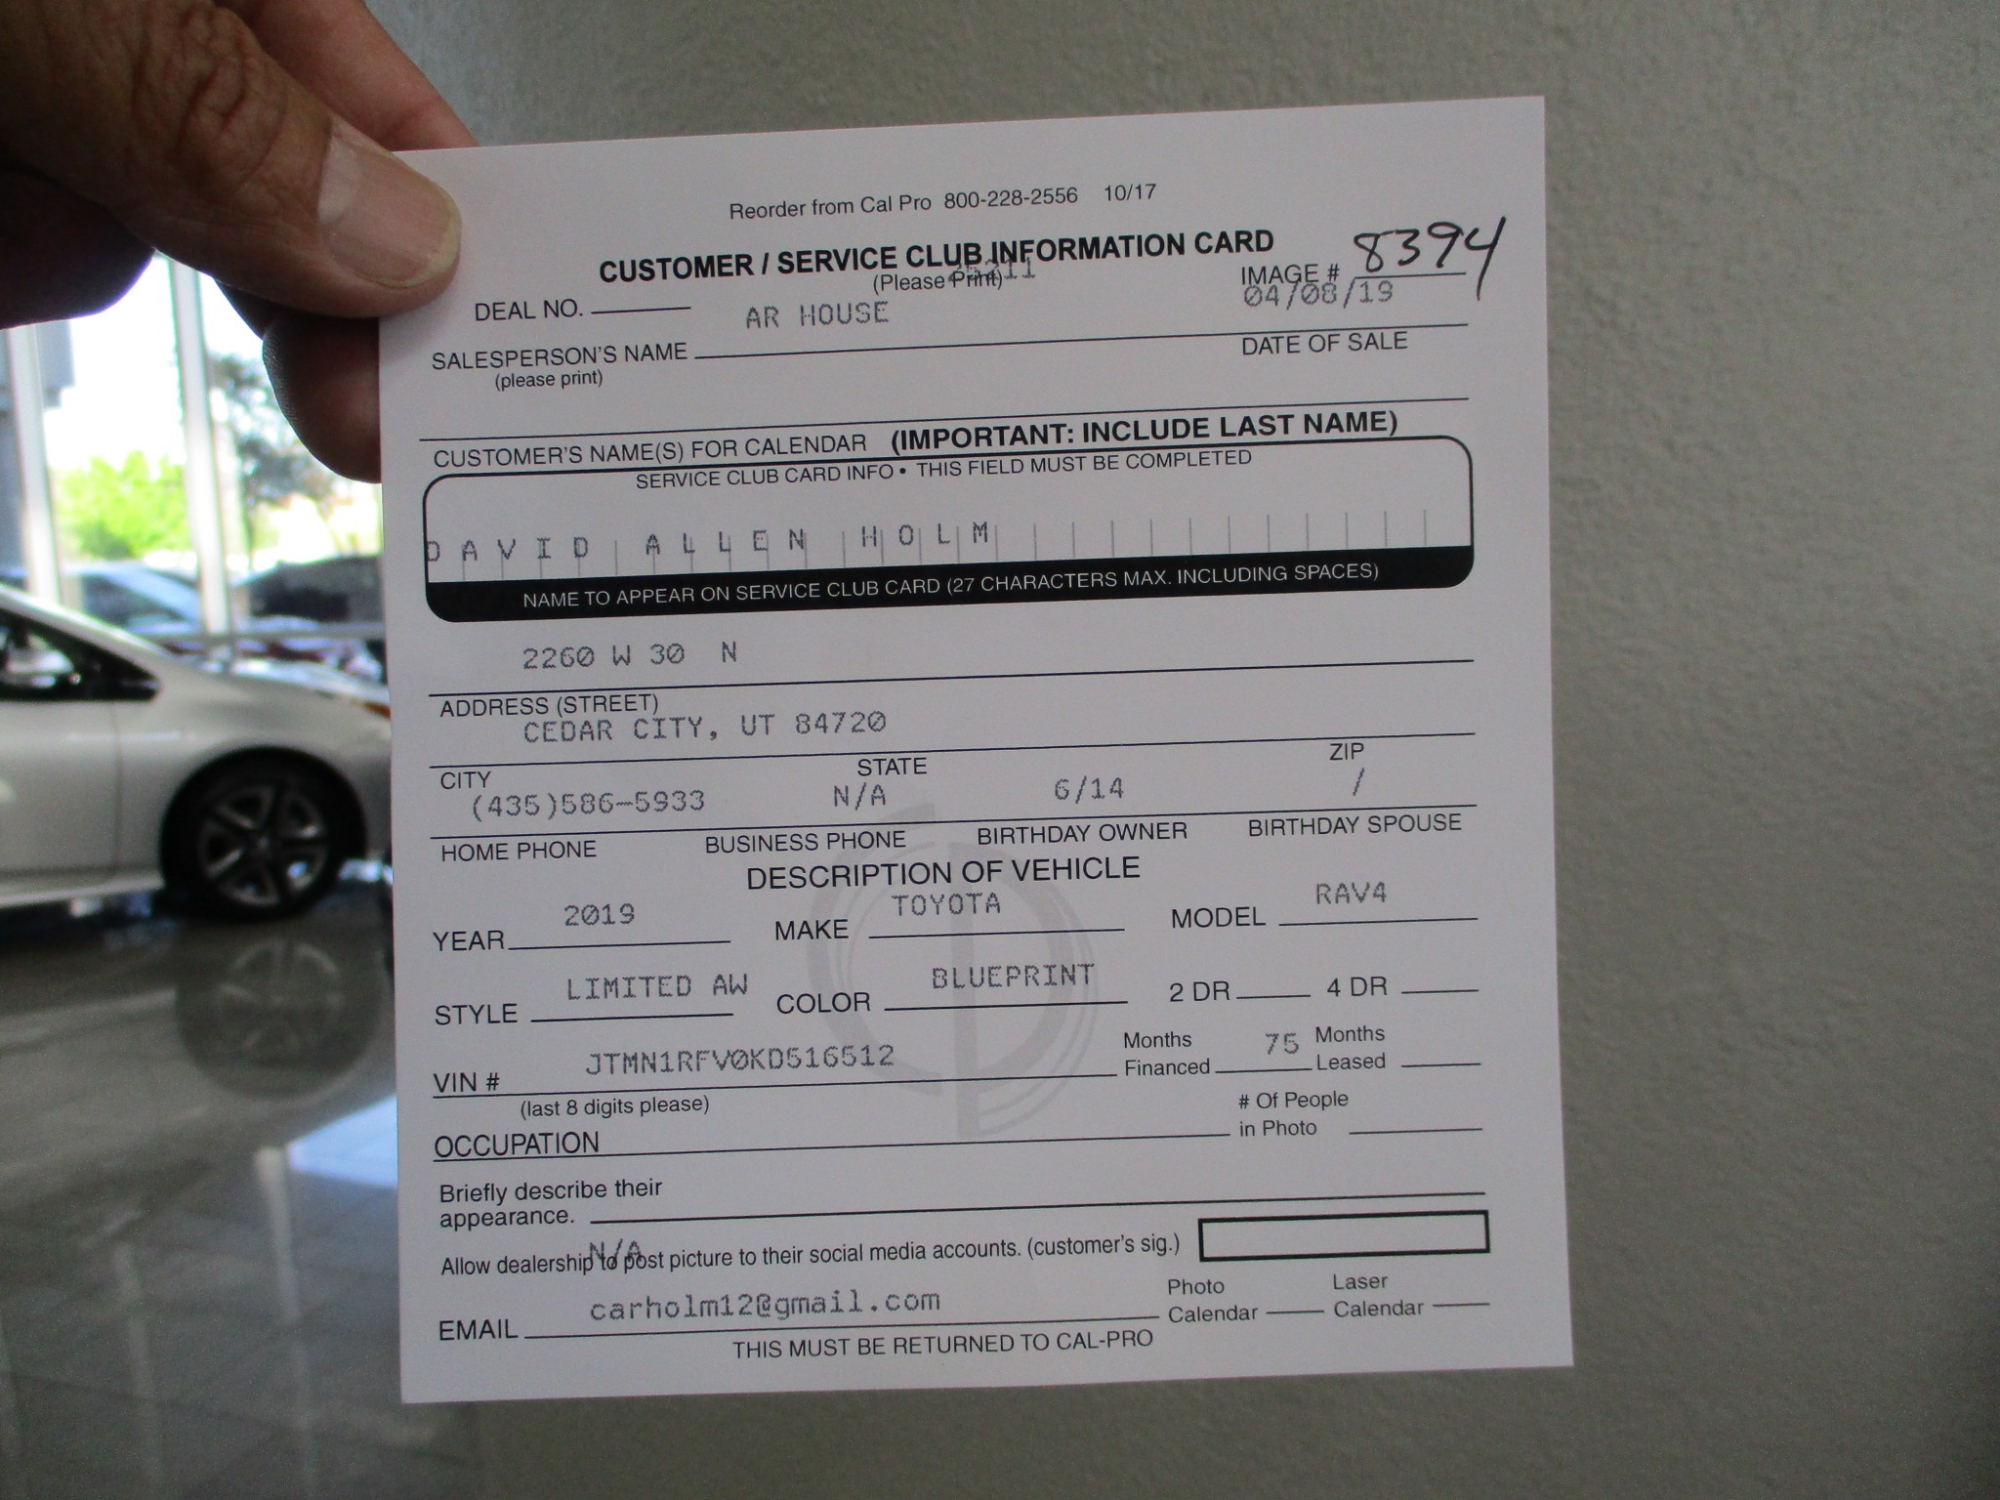 Reorder from Cal Pro 800-228-2556 10/17
CUSTOMER / SERVICE CLUB INFORMATION CARD
(Please Print)
IMAGE # 8394
DEAL NO. AR HOUSE 04/08/19
SALESPERSON'S NAME DATE OF SALE
(please print)
CUSTOMER'S NAME(S) FOR CALENDAR (IMPORTANT: INCLUDE LAST NAME)
SERVICE CLUB CARD INFO • THIS FIELD MUST BE COMPLETED
DAVID ALLEN HOLM
NAME TO APPEAR ON SERVICE CLUB CARD (27 CHARACTERS MAX. INCLUDING SPACES)
2260 W 30 N
ADDRESS (STREET)
CEDAR CITY, UT 84720
CITY STATE ZIP
(435)586-5933 N/A 6/14 /
HOME PHONE BUSINESS PHONE BIRTHDAY OWNER BIRTHDAY SPOUSE
DESCRIPTION OF VEHICLE
YEAR 2019 MAKE TOYOTA MODEL RAV4
STYLE LIMITED AW COLOR BLUEPRINT 2 DR 4 DR
VIN # JTMN1RFV0KD516512 Months Financed 75 Months Leased
(last 8 digits please)
OCCUPATION # Of People in Photo
Briefly describe their
appearance.
N/A
Allow dealership to post picture to their social media accounts. (customer's sig.)
EMAIL carholm12@gmail.com Photo Calendar Laser Calendar
THIS MUST BE RETURNED TO CAL-PRO